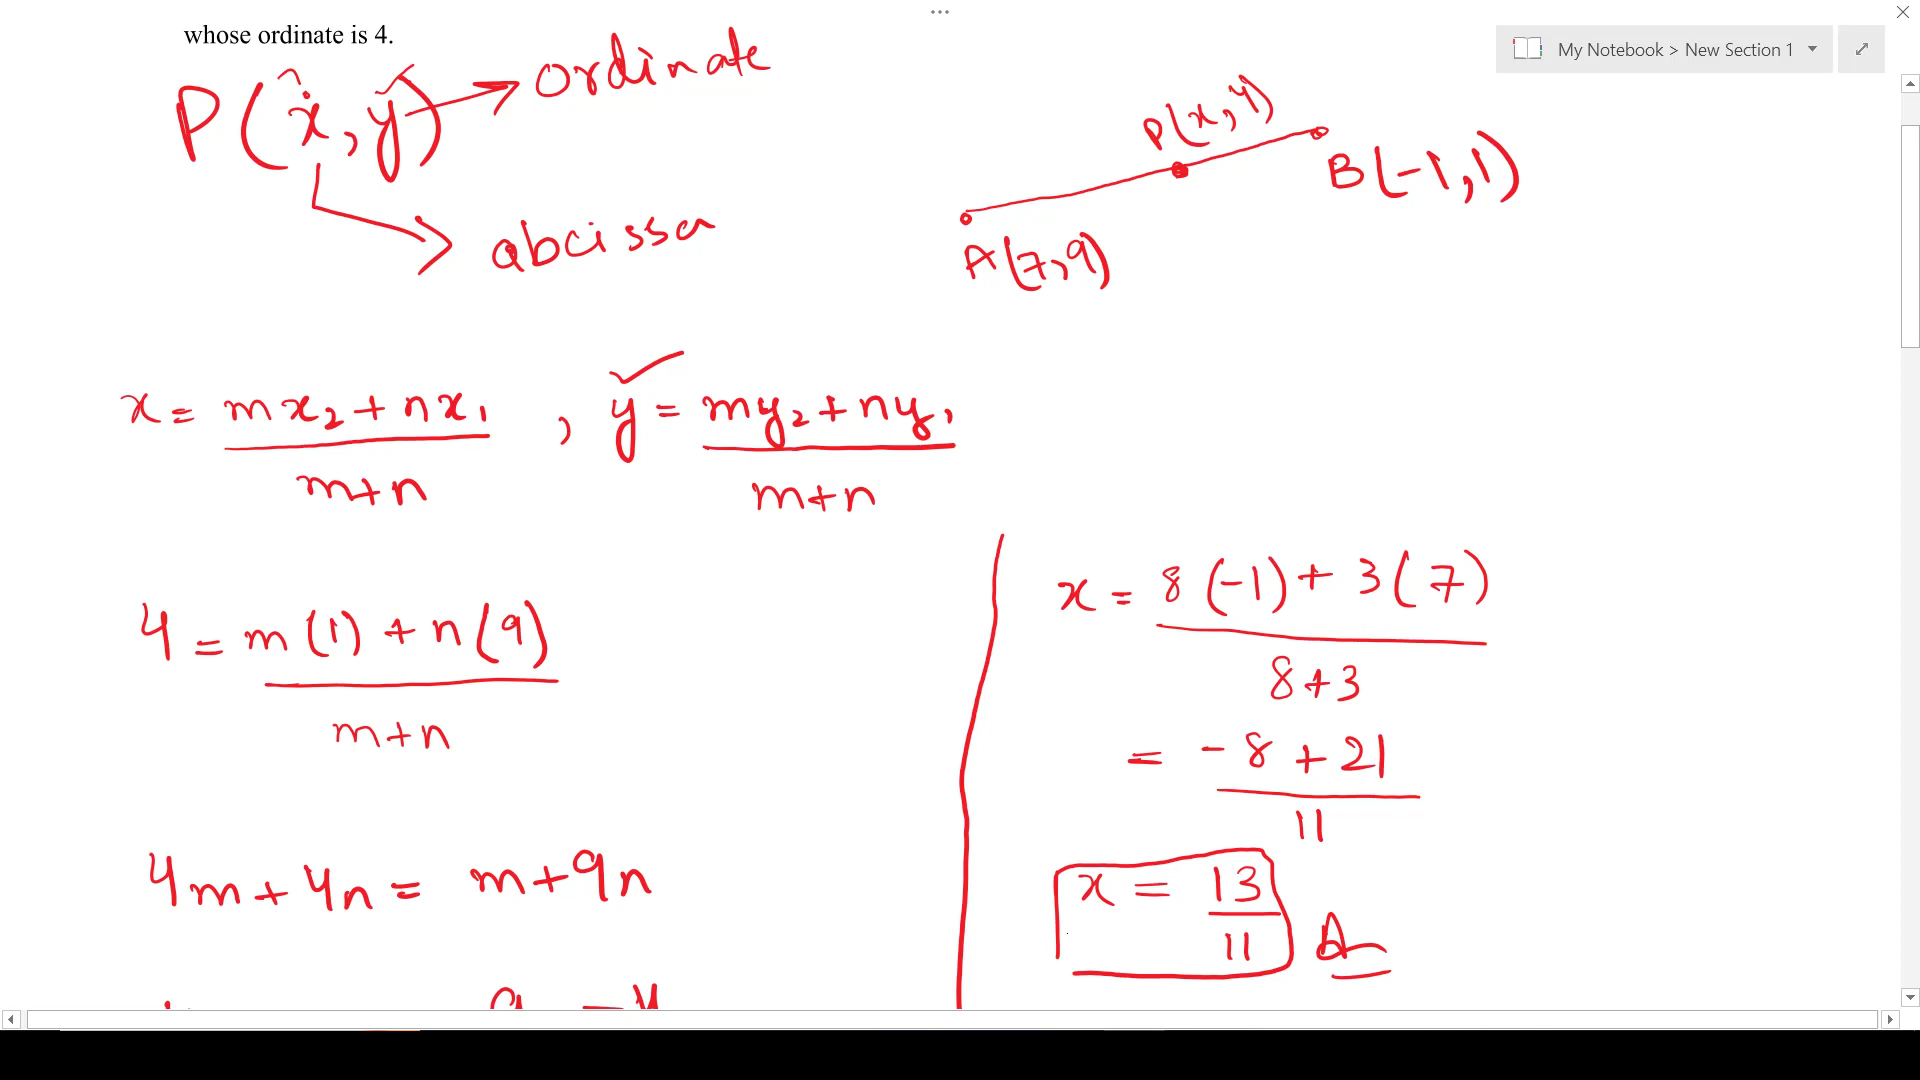 whose ordinate is 4.
My Notebook > New Section 1
P(x,y) → ordinate
abcissa
P(x,4)
B(-1,1)
A(7,9)
x = mx₂+nx₁ / m+n , y = my₂+ny₁ / m+n
4 = m(1)+n(9) / m+n
4m+4n = m+9n
x = 8(-1)+3(7) / 8+3
= -8+21 / 11
x = 13/11